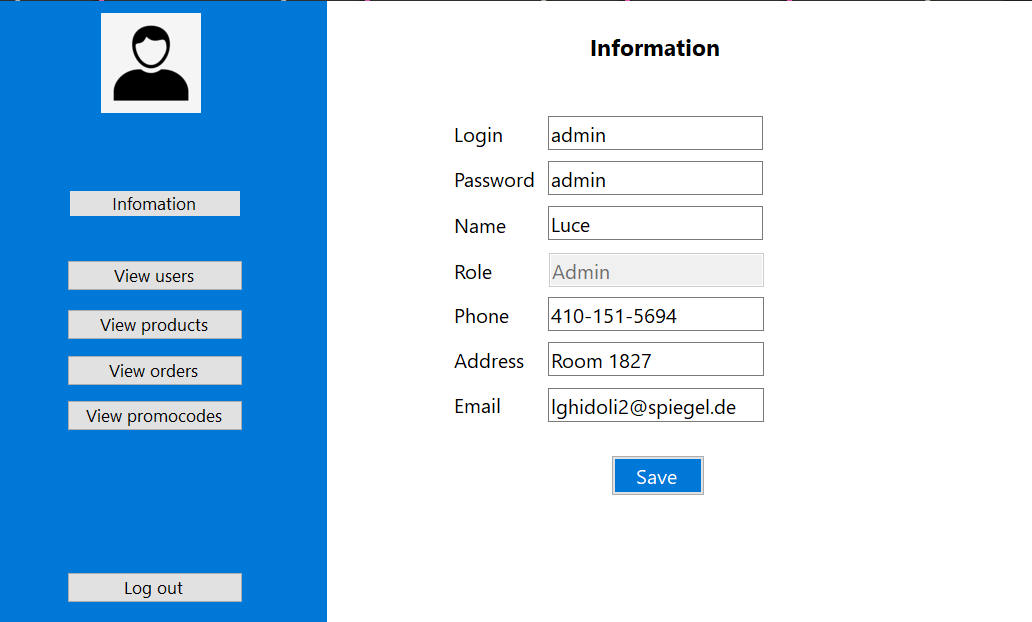 Infomation
View users
View products
View orders
View promocodes
Log out
Information
Login admin
Password admin
Name Luce
Role Admin
Phone 410-151-5694
Address Room 1827
Email lghidoli2@spiegel.de
Save